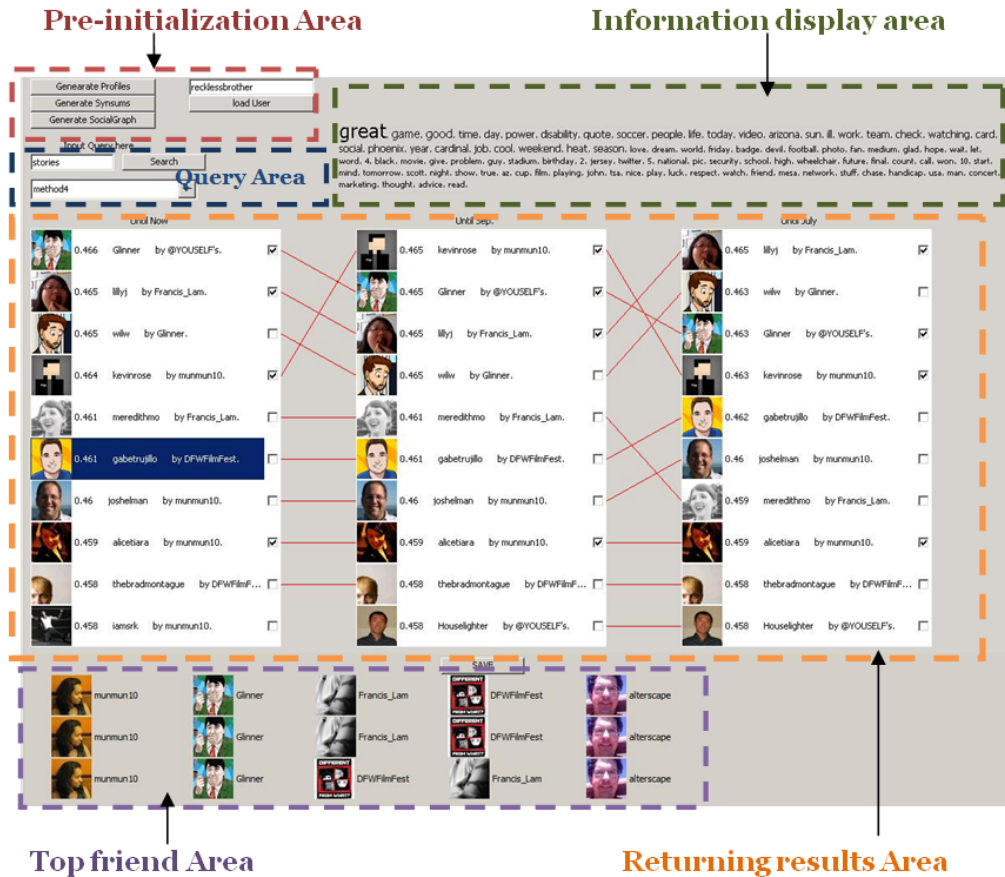 Pre-initialization Area
Information display area
Genearate Profiles
recklessbrother
Generate Synsums
load User
Generate SocialGraph
great. game. good. time. day. power. disability. quote. soccer. people. life. today. video. arizona. sun. ill. work. team. check. watching. card.
social. phoenix. year. cardinal. job. cool. weekend. heat. season. love. dream. world. friday. badge. devil. football. photo. fan. medium. glad. hope. wait. let.
word. 4. black. movie. give. problem. guy. stadium. birthday. 2. jersey. twitter. 5. national. pic. security. school. high. wheelchair. future. final. count. call. won. 10. start.
mind. tomorrow. scott. night. show. true. az. cup. film. playing. john. tsa. nice. play. luck. respect. watch. friend. mesa. network. stuff. chase. handicap. usa. man. concert.
marketing. thought. advice. read.
Input Query here
stories
Search
Query Area
method4
Until Now
Until Sep.
Until July
0.466 Glinner by @YOUSELF's.
0.465 kevinrose by munmun10.
0.465 lillyj by Francis_Lam.
0.465 lillyj by Francis_Lam.
0.465 Glinner by @YOUSELF's.
0.463 wilw by Glinner.
0.465 wilw by Glinner.
0.465 lillyj by Francis_Lam.
0.463 Glinner by @YOUSELF's.
0.464 kevinrose by munmun10.
0.465 wilw by Glinner.
0.463 kevinrose by munmun10.
0.461 meredithmo by Francis_Lam.
0.461 meredithmo by Francis_Lam.
0.462 gabetrujillo by DFWFilmFest.
0.461 gabetrujillo by DFWFilmFest.
0.461 gabetrujillo by DFWFilmFest.
0.46 joshelman by munmun10.
0.46 joshelman by munmun10.
0.46 joshelman by munmun10.
0.459 meredithmo by Francis_Lam.
0.459 alicetiara by munmun10.
0.459 alicetiara by munmun10.
0.459 alicetiara by munmun10.
0.458 thebradmontague by DFWFilmF...
0.458 thebradmontague by DFWFilmF...
0.458 thebradmontague by DFWFilmF...
0.458 iamsrk by munmun10.
0.458 Houselighter by @YOUSELF's.
0.458 Houselighter by @YOUSELF's.
SAVE
munmun10 Glinner Francis_Lam DFWFilmFest alterscape
munmun10 Glinner Francis_Lam DFWFilmFest alterscape
munmun10 Glinner DFWFilmFest Francis_Lam alterscape
DIFFERENT
DIFFERENT
DIFFERENT
Top friend Area
Returning results Area